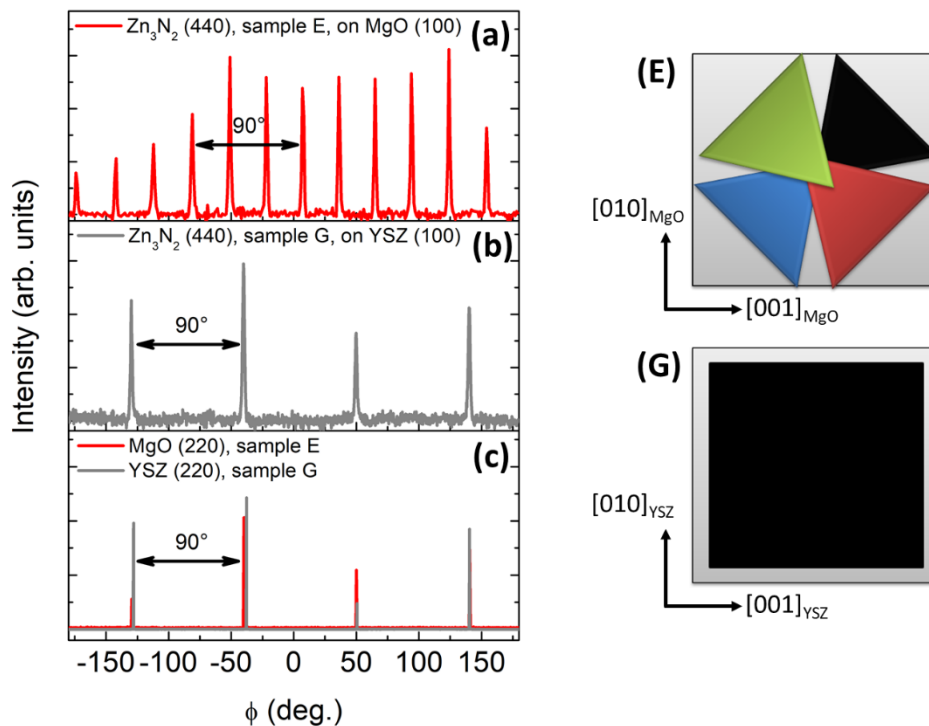 Zn₃N₂ (440), sample E, on MgO (100)
(a)
90°
Zn₃N₂ (440), sample G, on YSZ (100)
(b)
90°
MgO (220), sample E
YSZ (220), sample G
(c)
90°
Intensity (arb. units)
-150 -100 -50 0 50 100 150
ϕ (deg.)
(E)
[010]MgO
[001]MgO
(G)
[010]YSZ
[001]YSZ